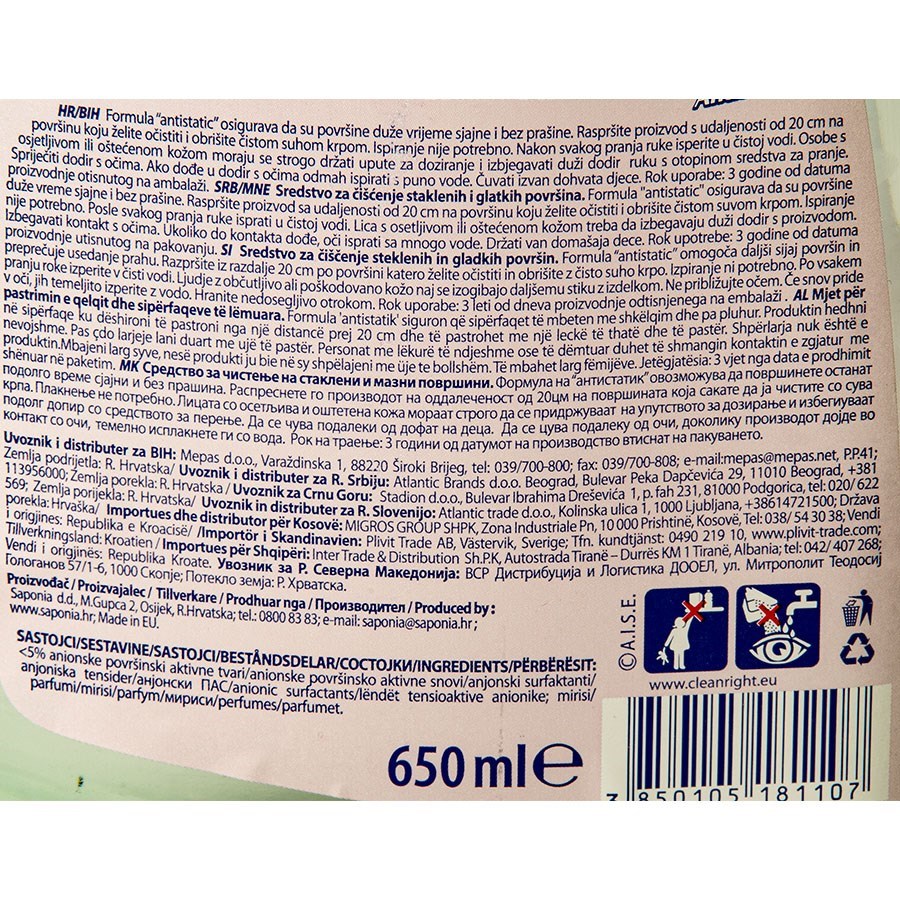 HR/BIH Formula "antistatic" osigurava da su površine duže vrijeme sjajne i bez prašine. Raspršite proizvod s udaljenosti od 20 cm na
površinu koju želite očistiti i obrišite čistom suhom krpom. Ispiranje nije potrebno. Nakon svakog pranja ruke isperite u čistoj vodi. Osobe s
osjetljivom ili oštećenom kožom moraju se strogo držati upute za doziranje i izbjegavati duži dodir ruku s otopinom sredstva za pranje.
Spriječiti dodir s očima. Ako dođe u dodir s očima odmah ispirati s puno vode. Čuvati izvan dohvata djece. Rok uporabe: 3 godine od datuma
proizvodnje otisnutog na ambalaži. SRB/MNE Sredstvo za čišćenje staklenih i glatkih površina. Formula "antistatic" osigurava da su površine
duže vreme sjajne i bez prašine. Raspršite proizvod sa udaljenosti od 20 cm na površinu koju želite očistiti i obrišite čistom suvom krpom. Ispiranje
nije potrebno. Posle svakog pranja ruke isprati u čistoj vodi. Lica s osetljivom ili oštećenom kožom treba da izbegavaju duži dodir s proizvodom.
Izbegavati kontakt s očima. Ukoliko do kontakta dođe, oči isprati sa mnogo vode. Držati van domašaja dece. Rok upotrebe: 3 godine od datuma
proizvodnje utisnutog na pakovanju. SI Sredstvo za čiščenje steklenih in gladkih površin. Formula "antistatic" omogoča daljši sijaj površin in
preprečuje usedanje prahu. Razpršite iz razdalje 20 cm po površini katero želite očistiti in obrišite z čisto suho krpo. Izpiranje ni potrebno. Po vsakem
pranju roke izperite v čisti vodi. Ljudje z občutljivo ali poškodovano kožo naj se izogibajo daljšemu stiku z izdelkom. Ne približujte očem. Če snov pride
v oči, jih temeljito izperite z vodo. Hranite nedosegljivo otrokom. Rok uporabe: 3 leti od dneva proizvodnje odtisnjenega na embalaži . AL Mjet për
pastrimin e qelqit dhe sipërfaqeve të lëmuara. Formula 'antistatik' siguron që sipërfaqet të mbeten me shkëlqim dhe pa pluhur. Produktin hedhni
në sipërfaqe ku dëshironi të pastroni nga një distancë prej 20 cm dhe të pastrohet me një leckë të thatë dhe të pastër. Shpërlarja nuk është e
nevojshme. Pas çdo larjeje lani duart me ujë të pastër. Personat me lëkurë të ndjeshme ose të dëmtuar duhet të shmangin kontaktin e zgjatur me
produktin.Mbajeni larg syve, nesë produkti ju bie në sy shpëlajeni me üje te bollshëm. Të mbahet larg fëmijëve. Jetëgjatësia: 3 vjet nga data e prodhimit
shënuar në paketim. MK Средство за чистење на стаклени и мазни површини. Формула на "антистатик" овозможува да површините останат
подолго време сјајни и без прашина. Распреснете го производот на оддалеченост од 20цм на површината која сакате да ја чистите со сува
крпа. Плакнење не потребно. Лицата со осетлива и оштетена кожа мораат строго да се придржуваат на упутството за дозирање и избегуваат
подолг допир со средството за перење. Да се чува подалеки од дофат на деца. Да се цува подалеку од очи, доколику производот дојде во
контакт со очи, темелно исплакнете ги со вода. Рок на траење: 3 години од датумот на производство втиснат на пакувањето.
Uvoznik i distributer za BIH: Mepas d.o.o., Varaždinska 1, 88220 Široki Brijeg, tel: 039/700-800; fax: 039/700-808; e-mail:mepas@mepas.net, P.P.41;
Zemlja podrijetla: R. Hrvatska/ Uvoznik i distributer za R. Srbiju: Atlantic Brands d.o.o. Beograd, Bulevar Peka Dapčevića 29, 11010 Beograd, +381
113956000; Zemlja porekla: R. Hrvatska / Uvoznik za Crnu Goru: Stadion d.o.o., Bulevar Ibrahima Dreševića 1, p. fah 231, 81000 Podgorica, tel: 020/ 622
569; Zemlja porijekla: R. Hrvatska/ Uvoznik in distributer za R. Slovenijo: Atlantic trade d.o.o., Kolinska ulica 1, 1000 Ljubljana, +38614721500; Država
porekla:Hrvaška/ Importues dhe distributor për Kosovë: MIGROS GROUP SHPK, Zona Industriale Pn, 10 000 Prishtinë, Kosovë, Tel: 038/ 54 30 38; Vendi
i origjines: Republika e Kroacisë/ /Importör i Skandinavien: Plivit Trade AB, Västervik, Sverige; Tfn. kundtjänst: 0490 219 10, www.plivit-trade.com;
Tillverkningsland: Kroatien / Importues për Shqipëri: Inter Trade & Distribution Sh.P.K, Autostrada Tiranë – Durrës KM 1 Tiranë, Albania; tel: 042/ 407 268;
Vendi i origjinës: Republika Kroate. Увозник за Р. Северна Македонија: ВСР Дистрибуција и Логистика ДООЕЛ, ул. Митрополит Теодосиј
Гологанов 57/1-6, 1000 Скопје; Потекло земја: Р. Хрватска.
Proizvođač / Proizvajalec / Tillverkare / Prodhuar nga / Производител / Produced by :
Saponia d.d., M.Gupca 2, Osijek, R.Hrvatska; tel.: 0800 83 83; e-mail: saponia@saponia.hr ;
www.saponia.hr; Made in EU.
SASTOJCI/SESTAVINE/SASTOJCI/BESTÅNDSDELAR/СОСТОЈКИ/INGREDIENTS/PËRBËRËSIT:
<5% anionske površinski aktivne tvari/anionske površinsko aktivne snovi/anjonski surfaktanti/
anjoniska tensider/анјонски ПАС/anionic surfactants/lëndët tensioaktive anionike; mirisi/
parfumi/mirisi/parfym/мириси/perfumes/parfumet.
©A.I.S.E.
www.cleanright.eu
650 ml e
3 850105 181107